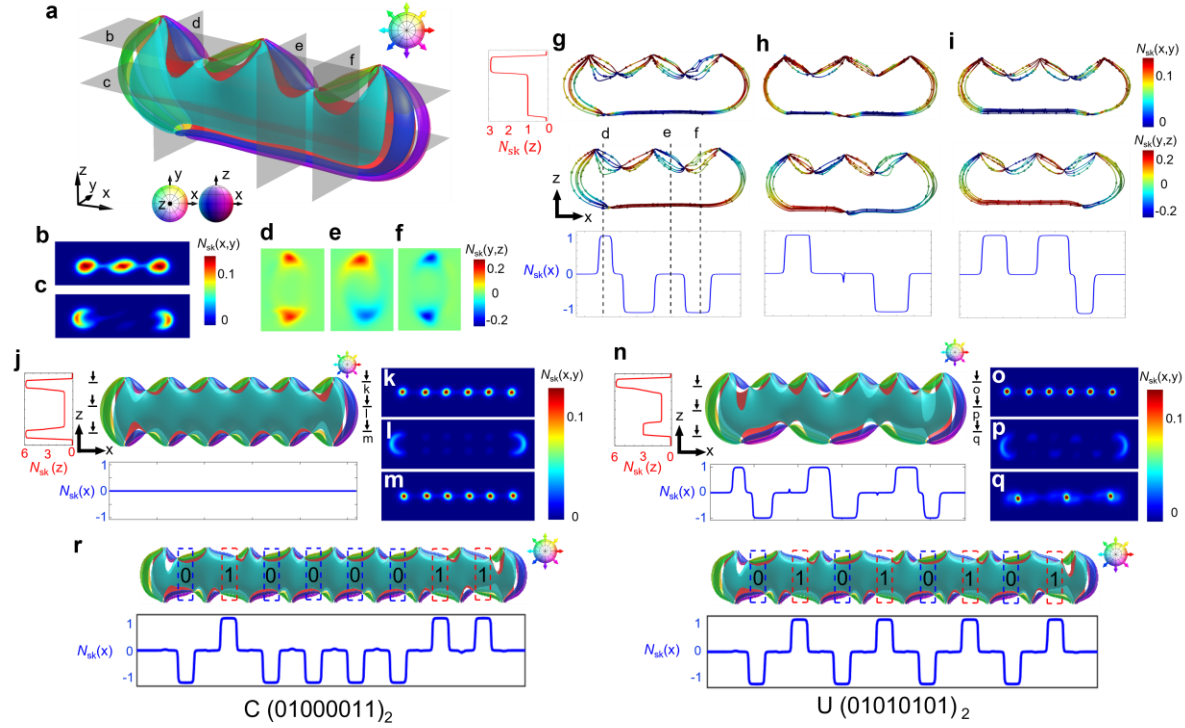 a
b
c
d
e
f
z
y
x
y
z
x
z
x
b
N_sk(x,y)
0.1
0
c
d
e
f
N_sk(y,z)
0.2
0
-0.2
g
h
i
3 2 1 0
N_sk(z)
d
e
f
z
x
N_sk(x,y)
0.1
0
N_sk(y,z)
0.2
0
-0.2
1
N_sk(x) 0
-1
j
6 3 0
N_sk(z)
z
x
k
l
m
1
N_sk(x) 0
-1
k
l
m
N_sk(x,y)
0.1
0
n
6 3 0
N_sk(z)
z
x
o
p
q
1
N_sk(x) 0
-1
o
p
q
N_sk(x,y)
0.1
0
r
0 1 0 0 0 0 1 1
1
N_sk(x) 0
-1
C (01000011)₂
0 1 0 1 0 1 0 1
1
N_sk(x) 0
-1
U (01010101)₂